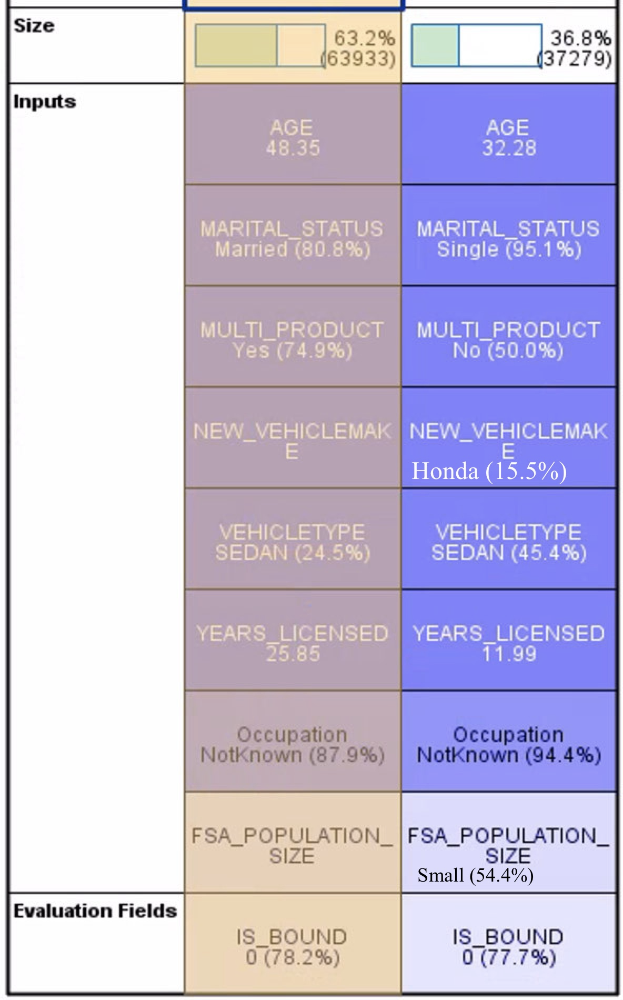 Size
63.2%
(63933)
36.8%
(37279)
Inputs
AGE
48.35
AGE
32.28
MARITAL_STATUS
Married (80.8%)
MARITAL_STATUS
Single (95.1%)
MULTI_PRODUCT
Yes (74.9%)
MULTI_PRODUCT
No (50.0%)
NEW_VEHICLEMAK
E
NEW_VEHICLEMAK
E
Honda (15.5%)
VEHICLETYPE
SEDAN (24.5%)
VEHICLETYPE
SEDAN (45.4%)
YEARS_LICENSED
25.85
YEARS_LICENSED
11.99
Occupation
NotKnown (87.9%)
Occupation
NotKnown (94.4%)
FSA_POPULATION_
SIZE
FSA_POPULATION_
SIZE
Small (54.4%)
Evaluation Fields
IS_BOUND
0 (78.2%)
IS_BOUND
0 (77.7%)